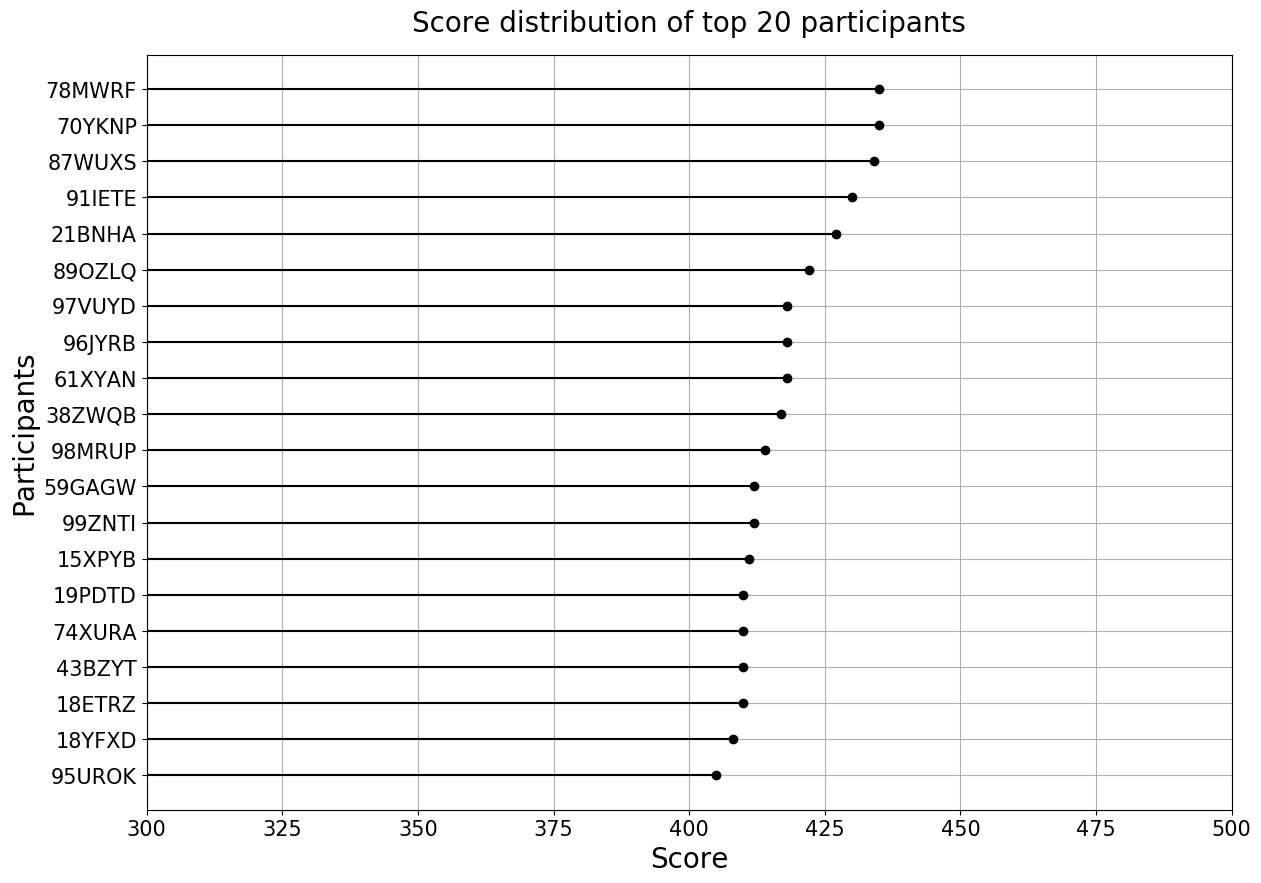 Score distribution of top 20 participants
Participants
78MWRF
70YKNP
87WUXS
91IETE
21BNHA
89OZLQ
97VUYD
96JYRB
61XYAN
38ZWQB
98MRUP
59GAGW
99ZNTI
15XPYB
19PDTD
74XURA
43BZYT
18ETRZ
18YFXD
95UROK
300 325 350 375 400 425 450 475 500
Score